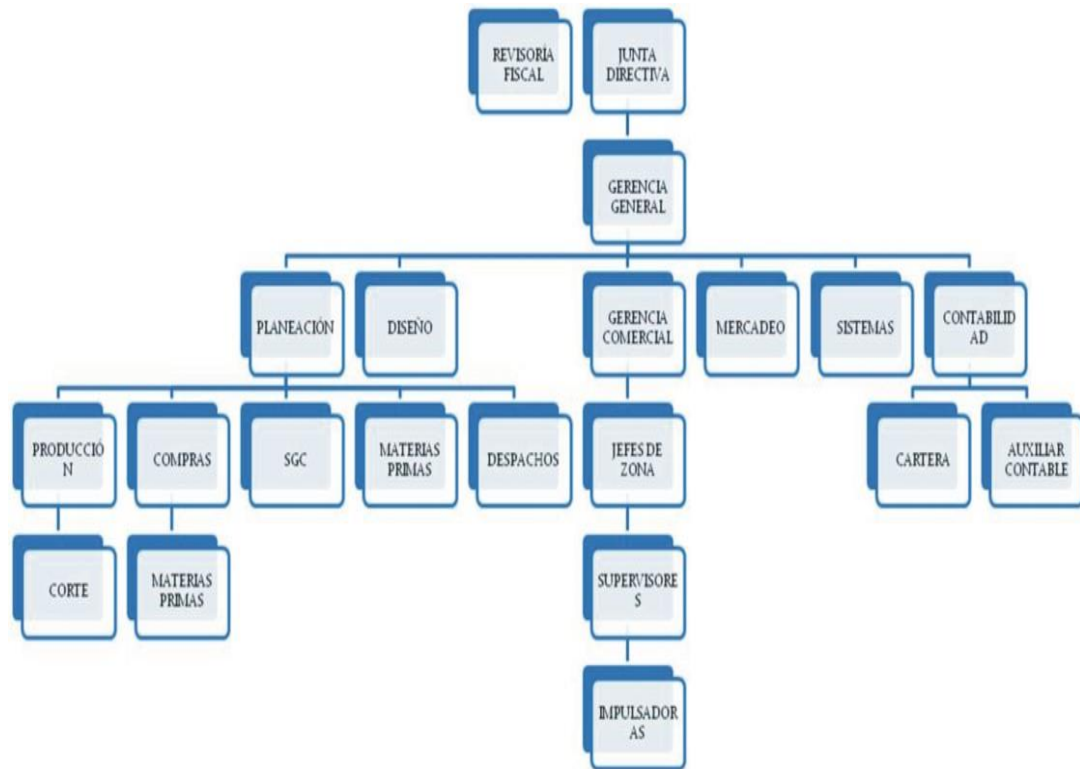 REVISORÍA
FISCAL
JUNTA
DIRECTIVA
GERENCIA
GENERAL
PLANEACIÓN
DISEÑO
GERENCIA
COMERCIAL
MERCADEO
SISTEMAS
CONTABILID
AD
PRODUCCIÓ
N
COMPRAS
SGC
MATERIAS
PRIMAS
DESPACHOS
JEFES DE
ZONA
CARTERA
AUXILIAR
CONTABLE
CORTE
MATERIAS
PRIMAS
SUPERVISORE
S
IMPULSADOR
AS